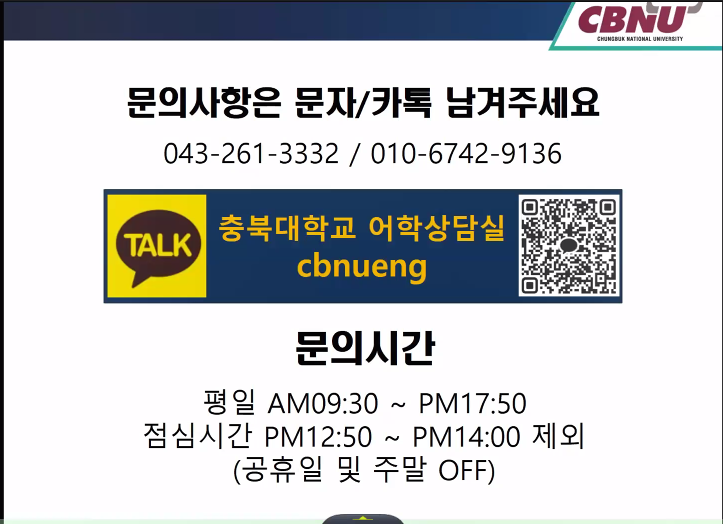 CBNU
CHUNGBUK NATIONAL UNIVERSITY
문의사항은 문자/카톡 남겨주세요
043-261-3332 / 010-6742-9136
TALK
충북대학교 어학상담실
cbnueng
문의시간
평일 AM09:30 ~ PM17:50
점심시간 PM12:50 ~ PM14:00 제외
(공휴일 및 주말 OFF)